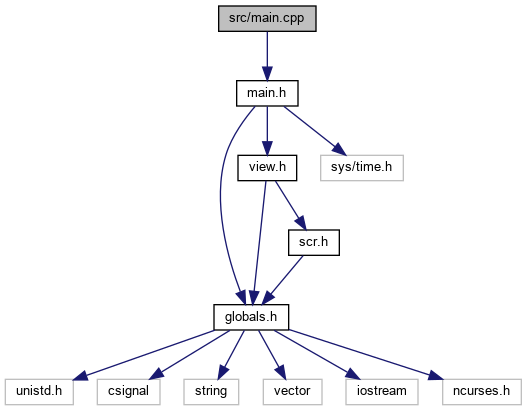 src/main.cpp
main.h
view.h
sys/time.h
scr.h
globals.h
unistd.h
csignal
string
vector
iostream
ncurses.h